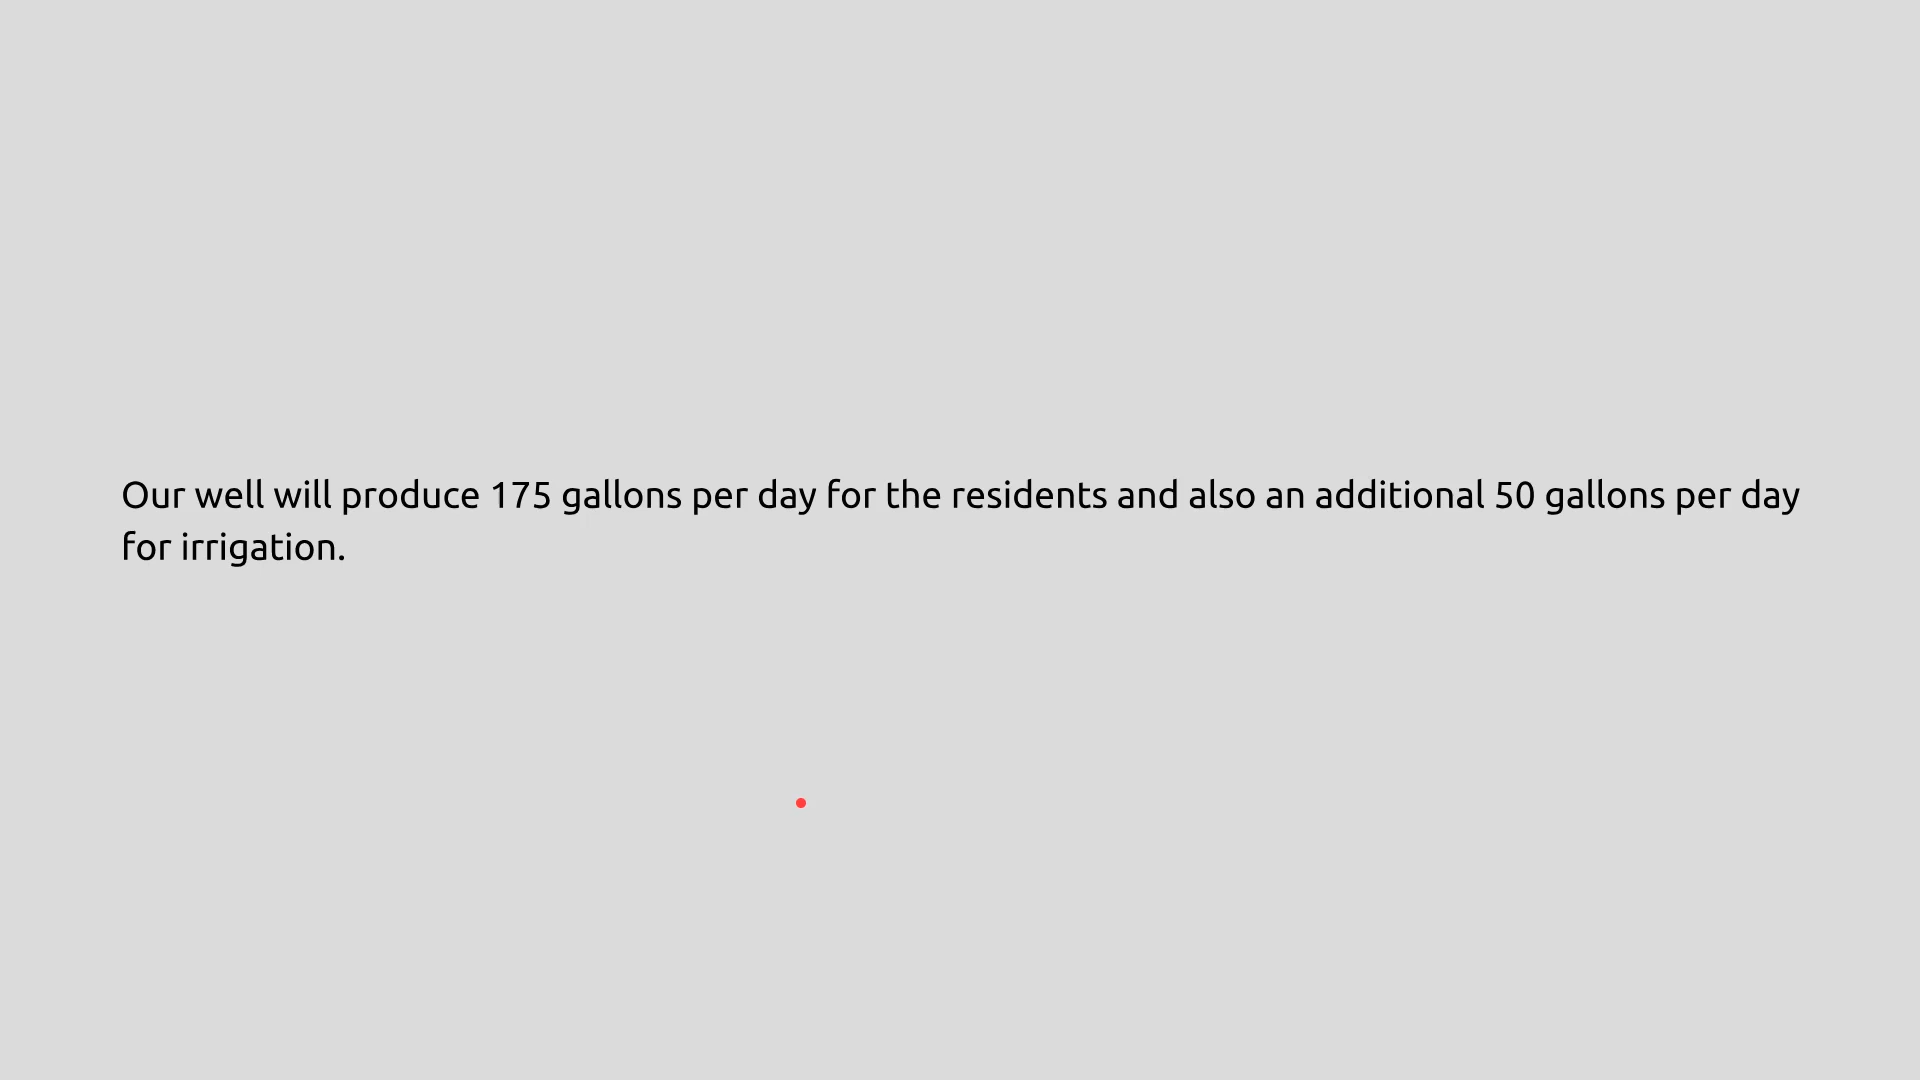 Our well will produce 175 gallons per day for the residents and also an additional 50 gallons per day
for irrigation.